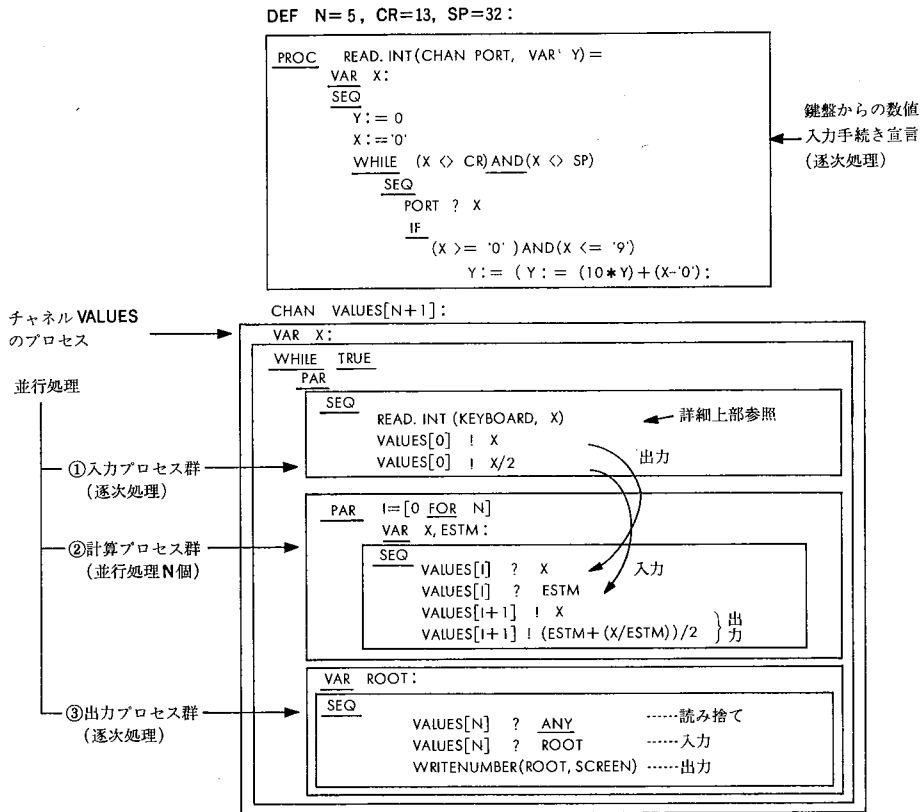 DEF N=5, CR=13, SP=32:
PROC READ.INT(CHAN PORT, VAR' Y)=
VAR X:
SEQ
Y:=0
X:='0'
WHILE (X <> CR)AND(X <> SP)
SEQ
PORT ? X
IF
(X >= '0' )AND(X <= '9')
Y:= ( Y:= (10*Y)+(X-'0'):
鍵盤からの数値
入力手続き宣言
(逐次処理)
CHAN VALUES[N+1]:
チャネル VALUES
のプロセス
VAR X:
WHILE TRUE
PAR
並行処理
SEQ
READ. INT (KEYBOARD, X)
詳細上部参照
VALUES[0] ! X
VALUES[0] ! X/2
出力
①入力プロセス群
(逐次処理)
PAR I=[0 FOR N]
VAR X,ESTM:
②計算プロセス群
(並行処理N個)
SEQ
VALUES[I] ? X
入力
VALUES[I] ? ESTM
VALUES[I+1] ! X
VALUES[I+1] ! (ESTM+(X/ESTM))/2
出力
VAR ROOT:
③出力プロセス群
(逐次処理)
SEQ
VALUES[N] ? ANY ------読み捨て
VALUES[N] ? ROOT ------入力
WRITENUMBER(ROOT,SCREEN) ------出力